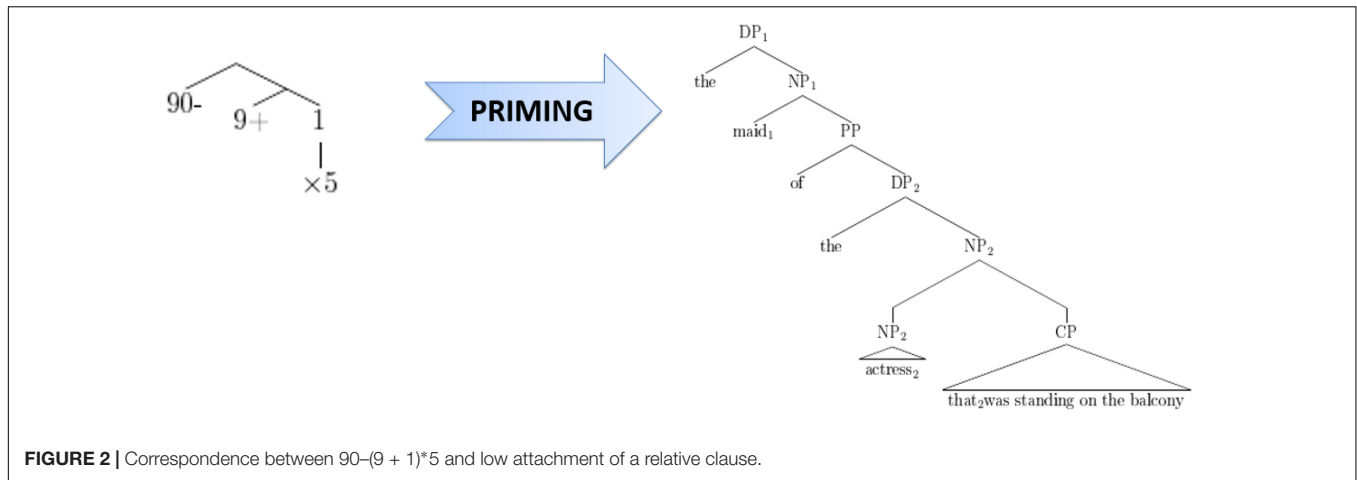 DP₁
the NP₁
90-
9+ 1
PRIMING
maid₁ PP
×5
of DP₂
the NP₂
NP₂ CP
actress₂
that₂was standing on the balcony
FIGURE 2 | Correspondence between 90–(9 + 1)*5 and low attachment of a relative clause.